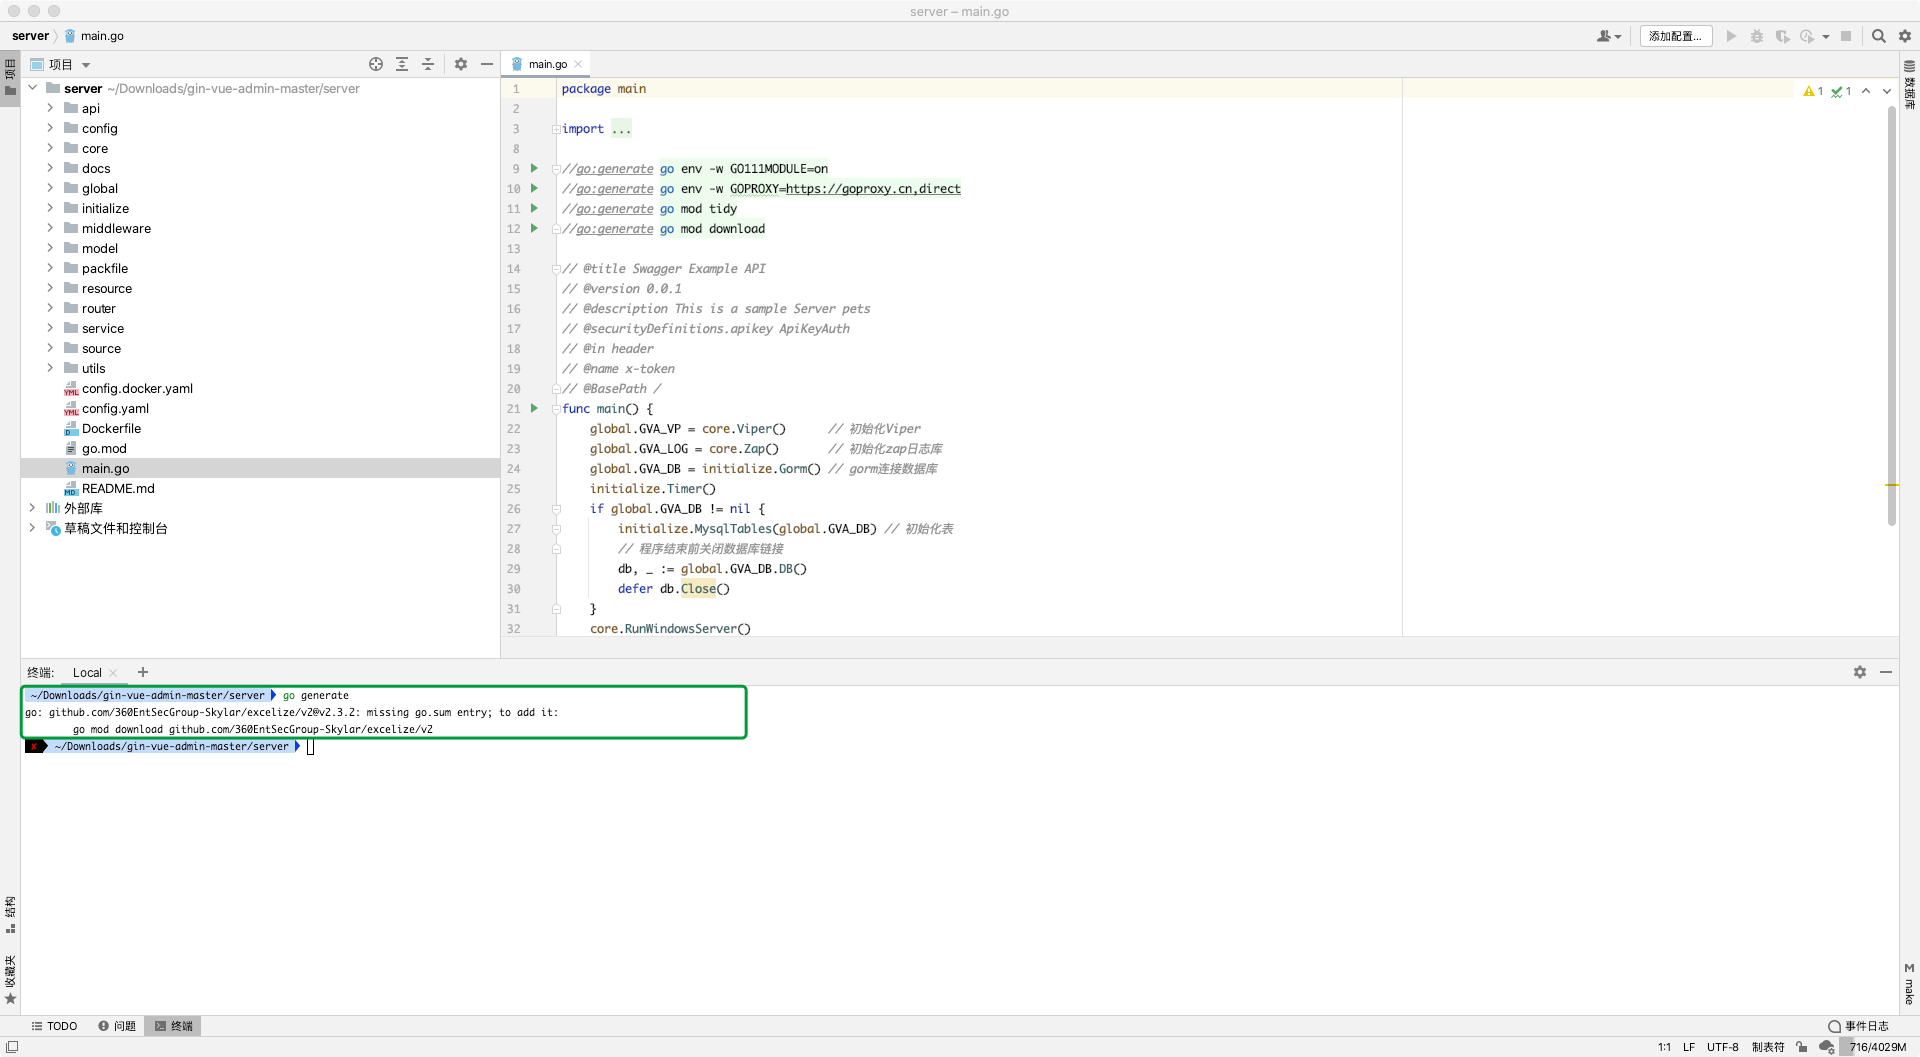 server – main.go
server
main.go
添加配置...
项目
项目
server ~/Downloads/gin-vue-admin-master/server
api
config
core
docs
global
initialize
middleware
model
packfile
resource
router
service
source
utils
config.docker.yaml
config.yaml
Dockerfile
go.mod
main.go
README.md
外部库
草稿文件和控制台
main.go
1 package main
2
3 import ...
8
9 //go:generate go env -w GO111MODULE=on
10 //go:generate go env -w GOPROXY=https://goproxy.cn,direct
11 //go:generate go mod tidy
12 //go:generate go mod download
13
14 // @title Swagger Example API
15 // @version 0.0.1
16 // @description This is a sample Server pets
17 // @securityDefinitions.apikey ApiKeyAuth
18 // @in header
19 // @name x-token
20 // @BasePath /
21 func main() {
22 global.GVA_VP = core.Viper() // 初始化Viper
23 global.GVA_LOG = core.Zap() // 初始化zap日志库
24 global.GVA_DB = initialize.Gorm() // gorm连接数据库
25 initialize.Timer()
26 if global.GVA_DB != nil {
27 initialize.MysqlTables(global.GVA_DB) // 初始化表
28 // 程序结束前关闭数据库链接
29 db, _ := global.GVA_DB.DB()
30 defer db.Close()
31 }
32 core.RunWindowsServer()
1 1
数据库
终端: Local
~/Downloads/gin-vue-admin-master/server go generate
go: github.com/360EntSecGroup-Skylar/excelize/v2@v2.3.2: missing go.sum entry; to add it:
go mod download github.com/360EntSecGroup-Skylar/excelize/v2
✘ ~/Downloads/gin-vue-admin-master/server
结构
收藏夹
M make
TODO
问题
终端
事件日志
1:1 LF UTF-8 制表符 716/4029M